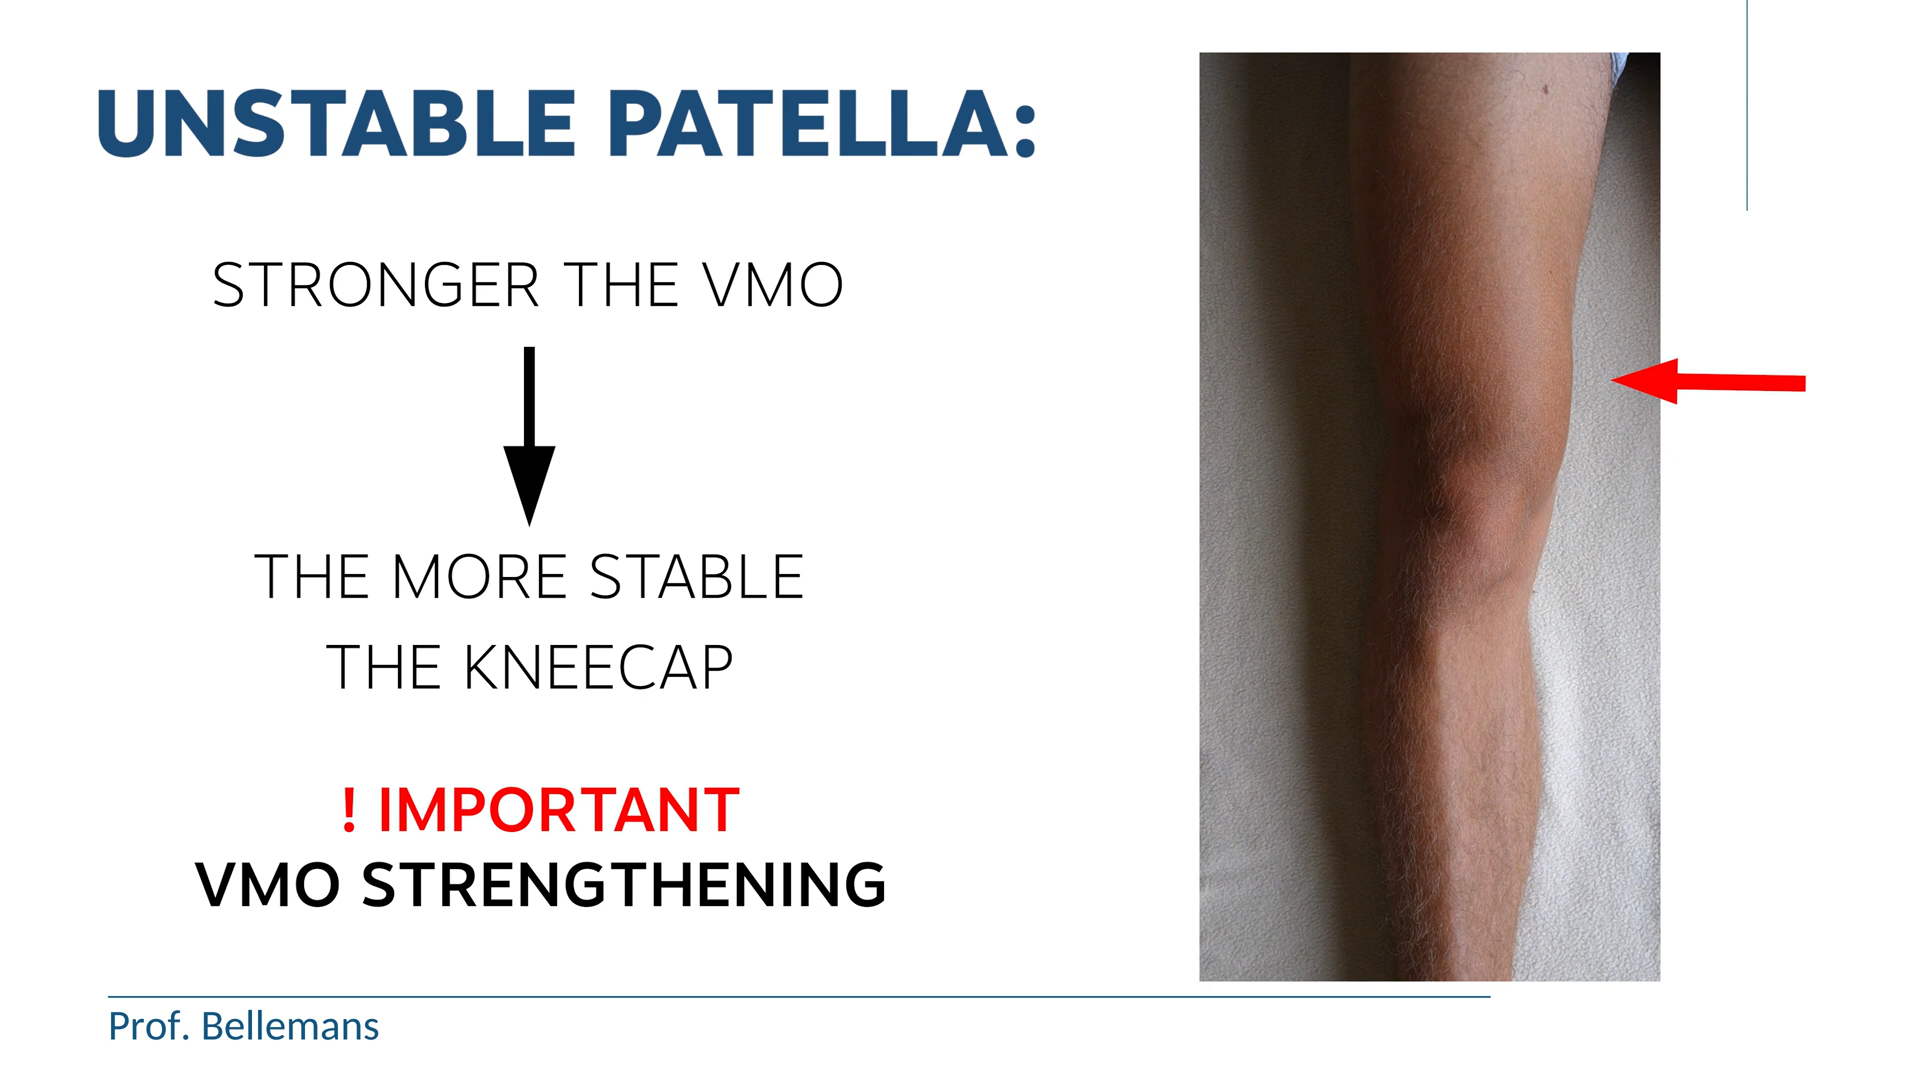 UNSTABLE PATELLA:
STRONGER THE VMO
THE MORE STABLE
THE KNEECAP
! IMPORTANT
VMO STRENGTHENING
Prof. Bellemans